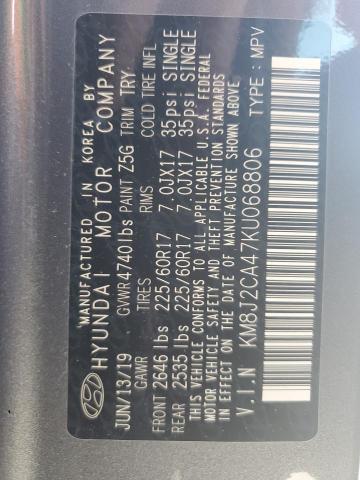 MANUFACTURED IN KOREA BY
HYUNDAI MOTOR COMPANY
JUN/13/19 GVWR4740lbs PAINT Z5G TRIM TRY
GAWR TIRES RIMS COLD TIRE INFL
FRONT 2646 lbs 225/60R17 7.0JX17 35psi SINGLE
REAR 2535 lbs 225/60R17 7.0JX17 35psi SINGLE
THIS VEHICLE CONFORMS TO ALL APPLICABLE U.S.A. FEDERAL
MOTOR VEHICLE SAFETY AND THEFT PREVENTION STANDARDS
IN EFFECT ON THE DATE OF MANUFACTURE SHOWN ABOVE.
V.I.N : KM8J2CA47KU068806 TYPE : MPV